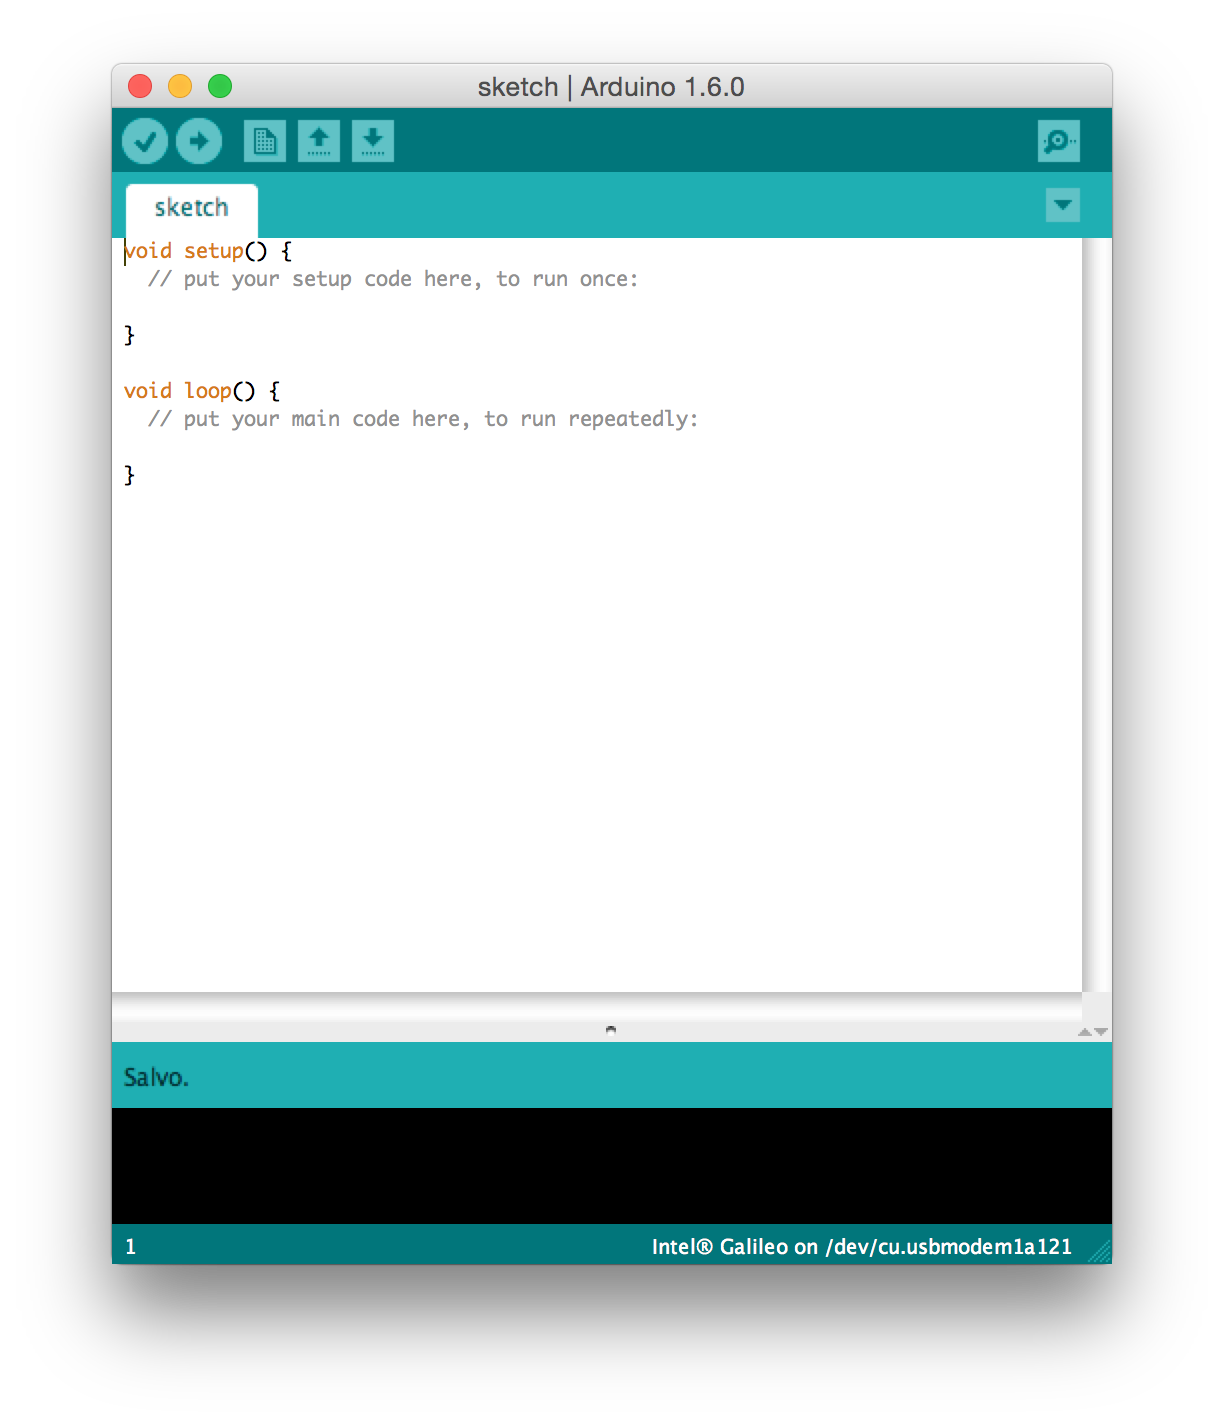 sketch | Arduino 1.6.0
sketch
void setup() {
  // put your setup code here, to run once:
}
void loop() {
  // put your main code here, to run repeatedly:
}
Salvo.
1
Intel® Galileo on /dev/cu.usbmodem1a121